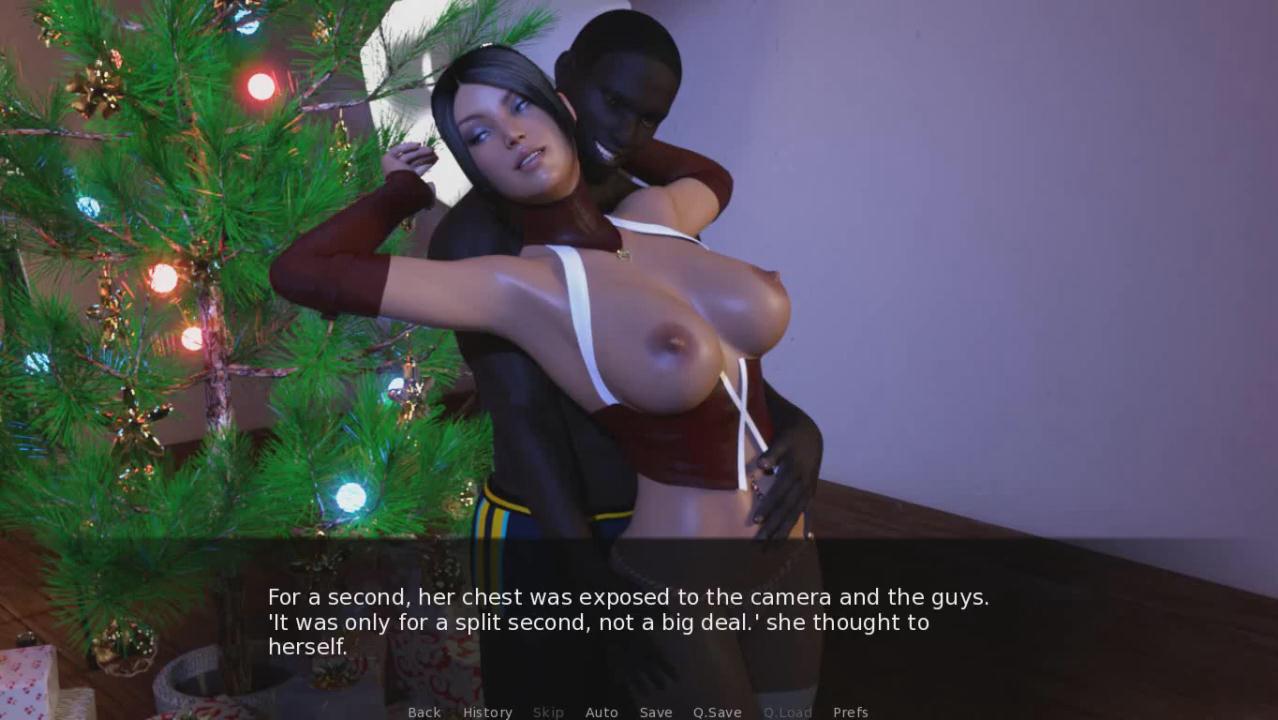 For a second, her chest was exposed to the camera and the guys.
'It was only for a split second, not a big deal.' she thought to
herself.
Back History Skip Auto Save Q.Save Q.Load Prefs